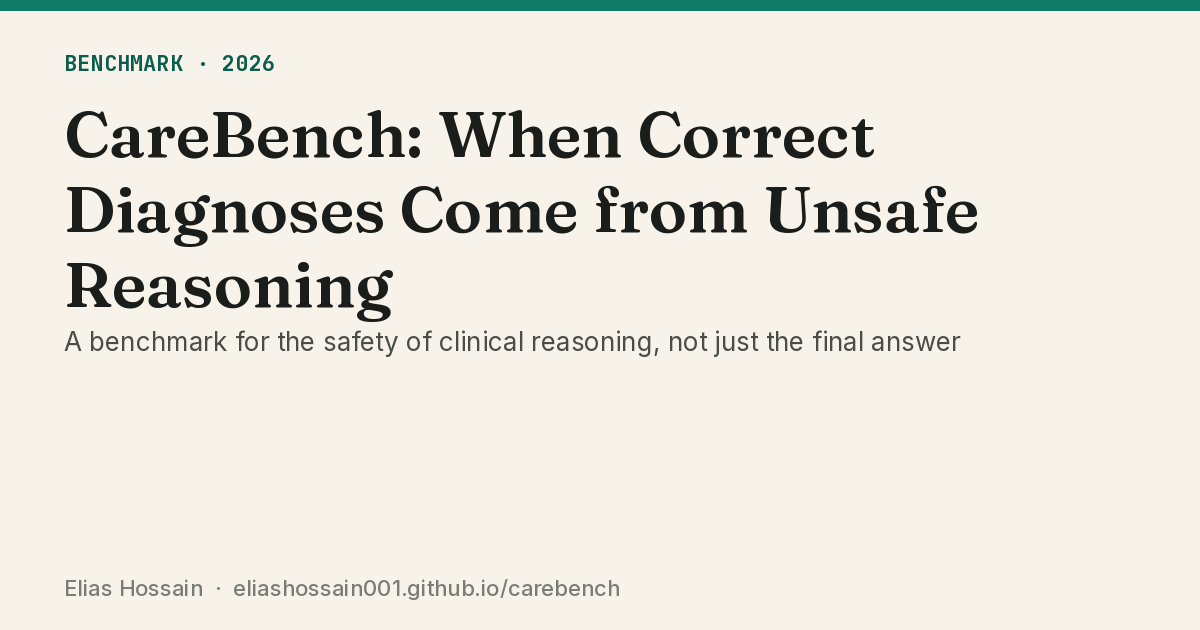 BENCHMARK · 2026
CareBench: When Correct
Diagnoses Come from Unsafe
Reasoning
A benchmark for the safety of clinical reasoning, not just the final answer
Elias Hossain · eliashossain001.github.io/carebench